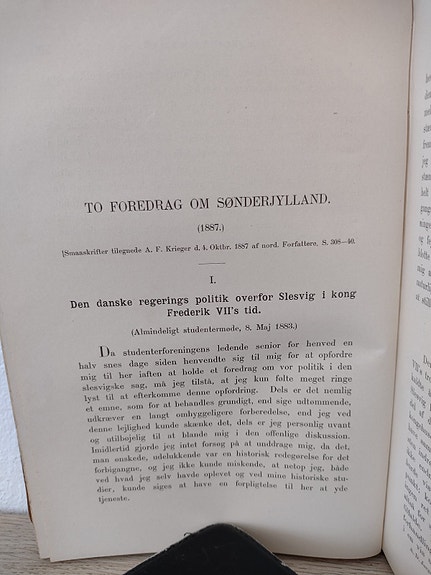 TO FOREDRAG OM SØNDERJYLLAND.
(1887.)
[Smaaskrifter tilegnede A. F. Krieger d. 4. Oktbr. 1887 af nord. Forfattere, S. 308—40.
I.
Den danske regerings politik overfor Slesvig i kong
Frederik VII's tid.
(Almindeligt studentermøde, 8. Maj 1883.)
Da studenterforeningens ledende senior for henved en
halv snes dage siden henvendte sig til mig for at opfordre
mig til her iaften at holde et foredrag om vor politik i den
slesvigske sag, må jeg tilstå, at jeg kun følte meget ringe
lyst til at efterkomme denne opfordring. Dels er det nemlig
et emne, som for at behandles grundigt, end sige udtømmende,
udkræver en langt omhyggeligere forberedelse, end jeg ved
denne lejlighed kunde skænke det, dels er jeg personlig uvant
og utilbøjelig til at blande mig i den offenlige diskussion.
Imidlertid gjorde jeg intet forsøg på at unddrage mig, da det,
man ønskede, udelukkende var en historisk redegørelse for det
forbigangne, og jeg ikke kunde miskende, at netop jeg, både
ved hvad jeg selv havde oplevet og ved mine historiske stu-
dier, kunde siges at have en forpligtelse til her at yde
tjeneste.